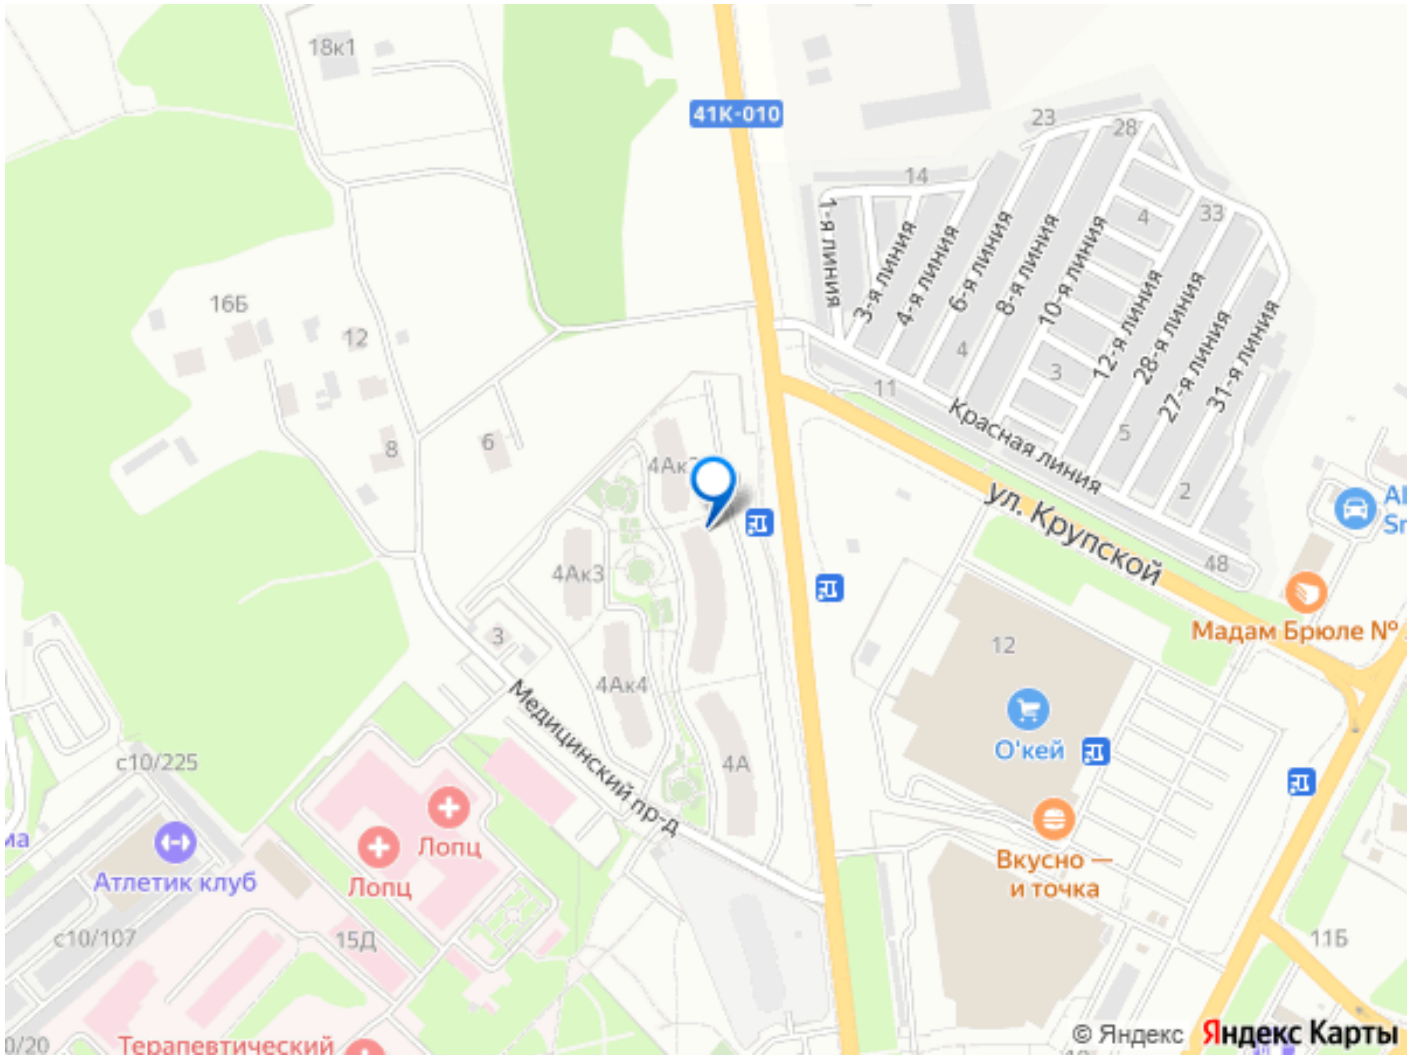 18к1
41К-010
23
28
14
4
33
1-я линия
3-я линия
4-я линия
6-я линия
8-я линия
10-я линия
12-я линия
28-я линия
27-я линия
31-я линия
16Б
12
4
3
11
5
2
Красная линия
8
6
4Ак
ул. Крупской
48
4Ак3
12
Мадам Брюле №
3
4Ак4
Медицинский пр-д
О'кей
4А
с10/225
Лопц
Лопц
Атлетик клуб
Вкусно —
и точка
с10/107
15Д
11Б
0/20
Терапевтический
© Яндекс Яндекс Карты